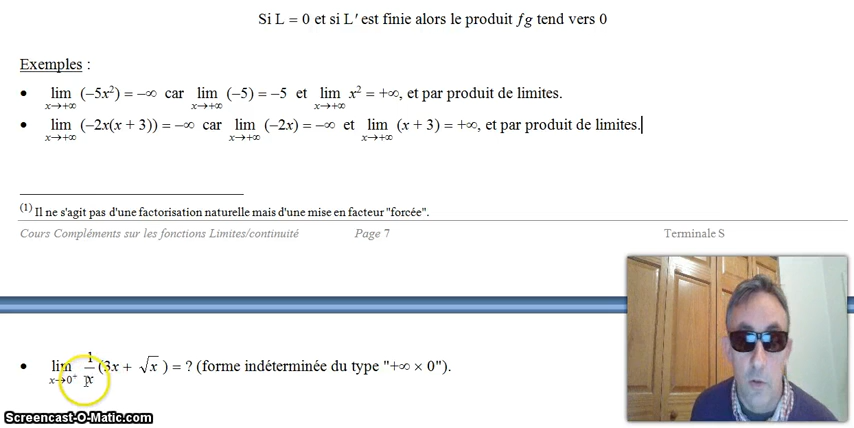 Si L = 0 et si L' est finie alors le produit fg tend vers 0
Exemples :
• lim x→+∞ (−5x²) = −∞ car lim x→+∞ (−5) = −5 et lim x→+∞ x² = +∞, et par produit de limites.
• lim x→+∞ (−2x(x + 3)) = −∞ car lim x→+∞ (−2x) = −∞ et lim x→+∞ (x + 3) = +∞, et par produit de limites.
(1) Il ne s'agit pas d'une factorisation naturelle mais d'une mise en facteur "forcée".
Cours Compléments sur les fonctions Limites/continuité Page 7 Terminale S
• lim x→0⁺ 1/x (3x + √x ) = ? (forme indéterminée du type "+∞ × 0").
Screencast-O-Matic.com